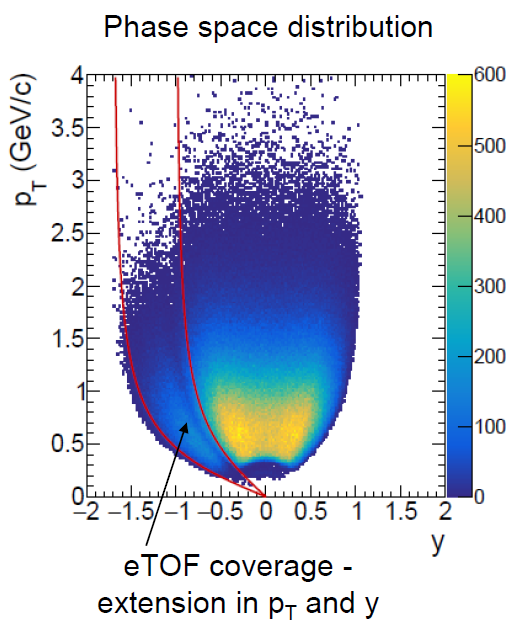 Phase space distribution
p_T (GeV/c)
4
3.5
3
2.5
2
1.5
1
0.5
0
−2 −1.5 −1 −0.5 0 0.5 1 1.5 2
y
600
500
400
300
200
100
0
eTOF coverage -
extension in p_T and y